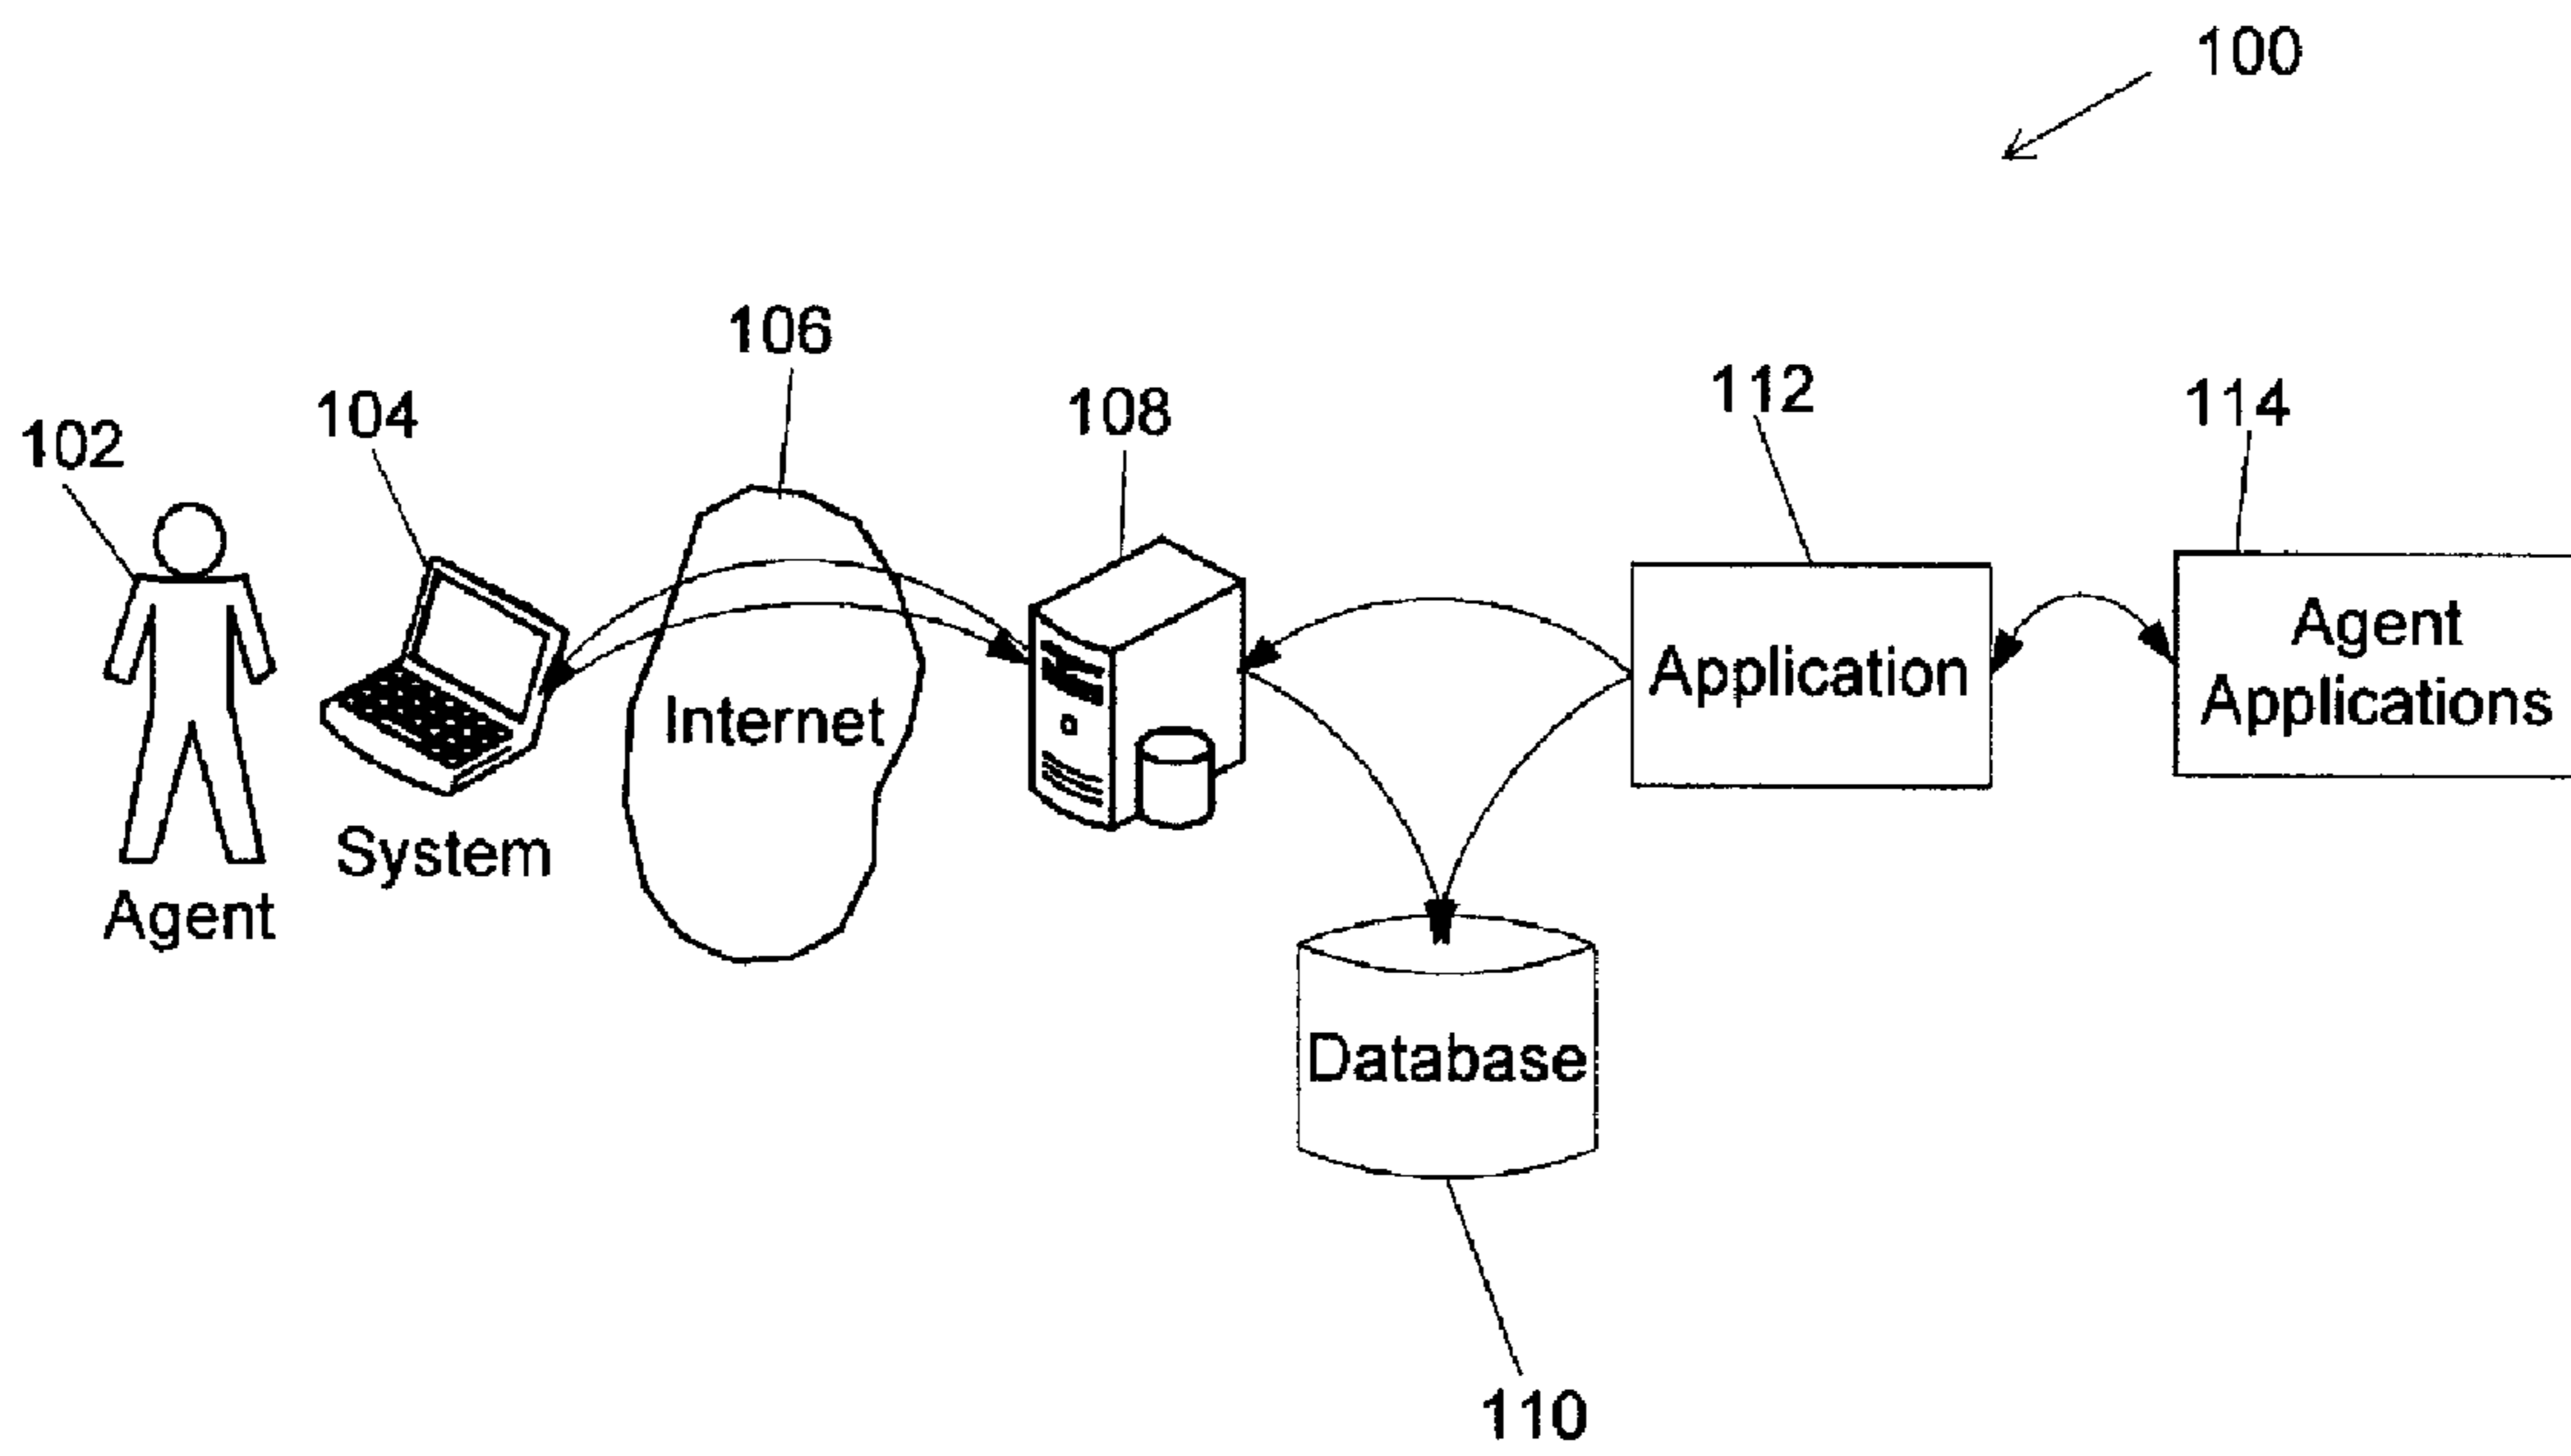 100
106
112
114
108
104
102
Agent
Applications
Application
Internet
System
Agent
Database
110